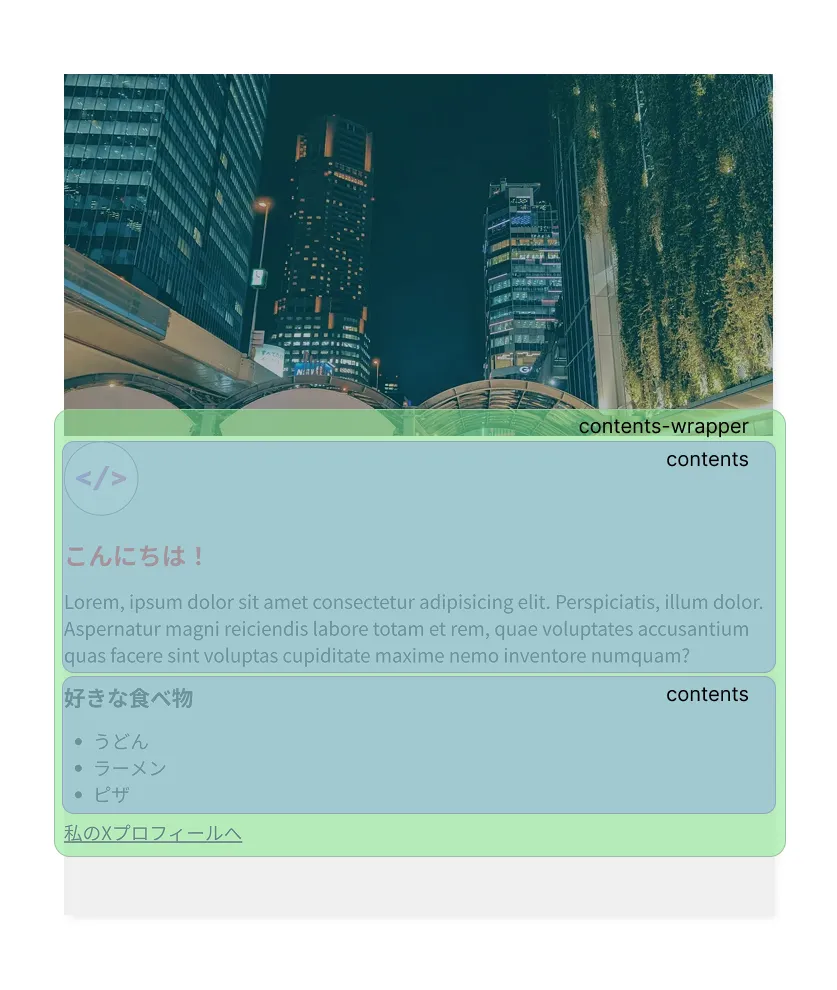 contents-wrapper
contents
</>
こんにちは！
Lorem, ipsum dolor sit amet consectetur adipisicing elit. Perspiciatis, illum dolor.
Aspernatur magni reiciendis labore totam et rem, quae voluptates accusantium
quas facere sint voluptas cupiditate maxime nemo inventore numquam?
好きな食べ物
contents
うどん
ラーメン
ピザ
私のXプロフィールへ